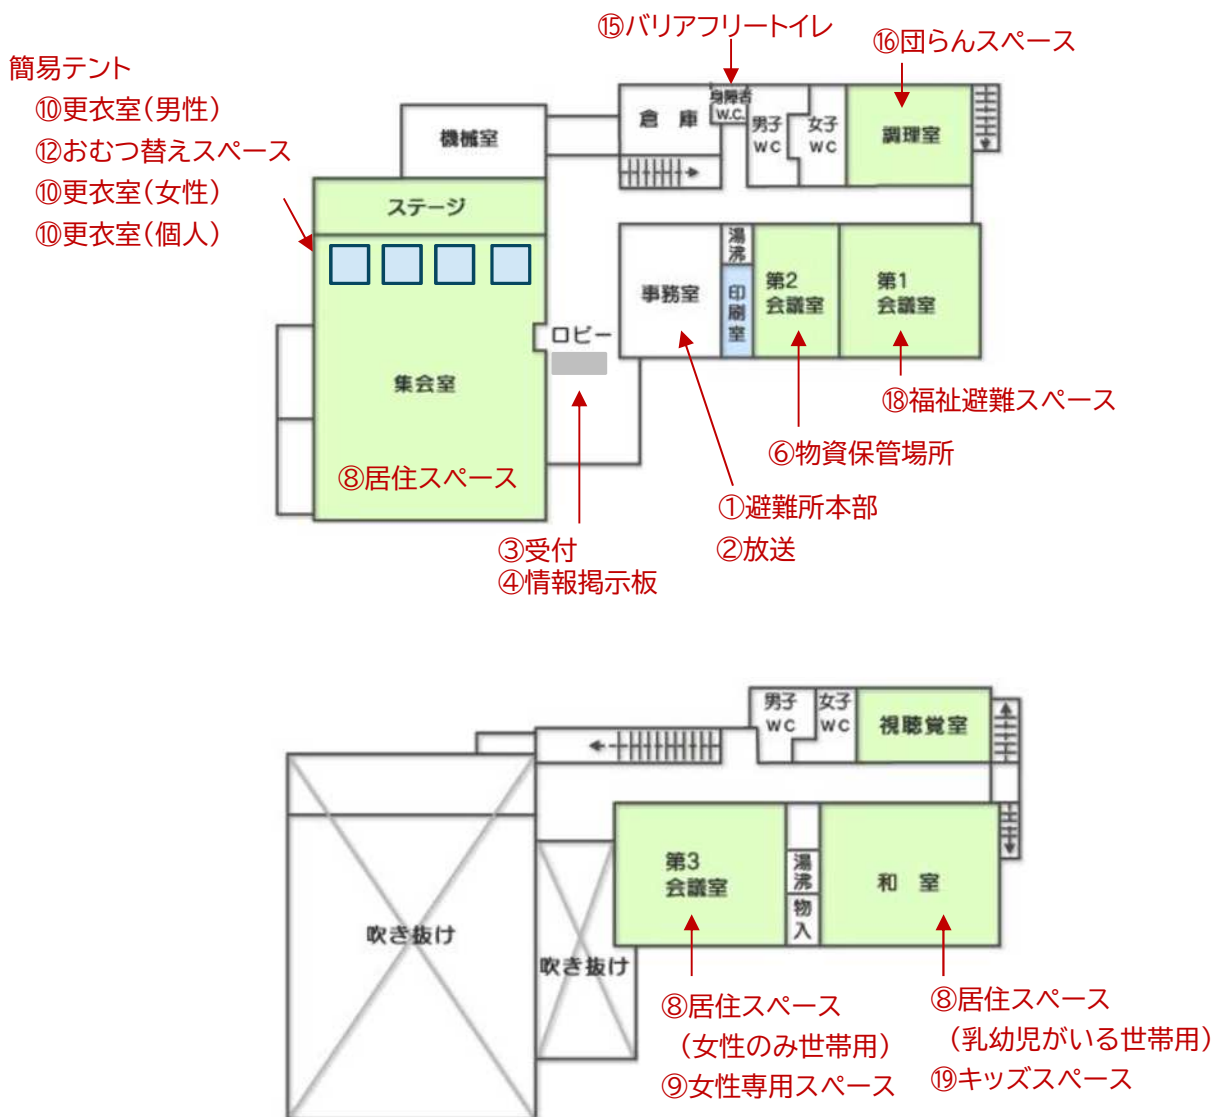 ⑮バリアフリートイレ
⑯団らんスペース
簡易テント
⑩更衣室(男性)
⑫おむつ替えスペース
⑩更衣室(女性)
⑩更衣室(個人)
機械室
倉 庫
身障者
W.C.
男子
WC
女子
WC
調理室
ステージ
事務室
湯沸
印刷室
第2
会議室
第1
会議室
ロビー
集会室
⑧居住スペース
⑱福祉避難スペース
⑥物資保管場所
①避難所本部
②放送
③受付
④情報掲示板
男子
WC
女子
WC
視聴覚室
第3
会議室
湯沸
物入
和 室
吹き抜け
吹き抜け
⑧居住スペース
(女性のみ世帯用)
⑨女性専用スペース
⑧居住スペース
(乳幼児がいる世帯用)
⑲キッズスペース